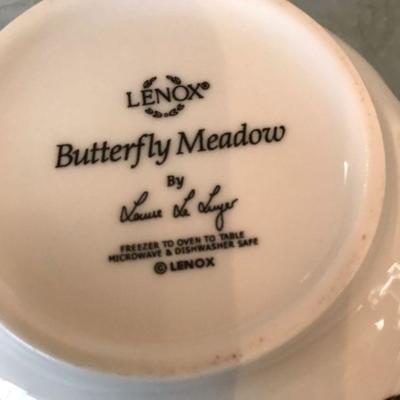 LENOX®
Butterfly Meadow
By
Louise Le Luyer
FREEZER TO OVEN TO TABLE
MICROWAVE & DISHWASHER SAFE
© LENOX